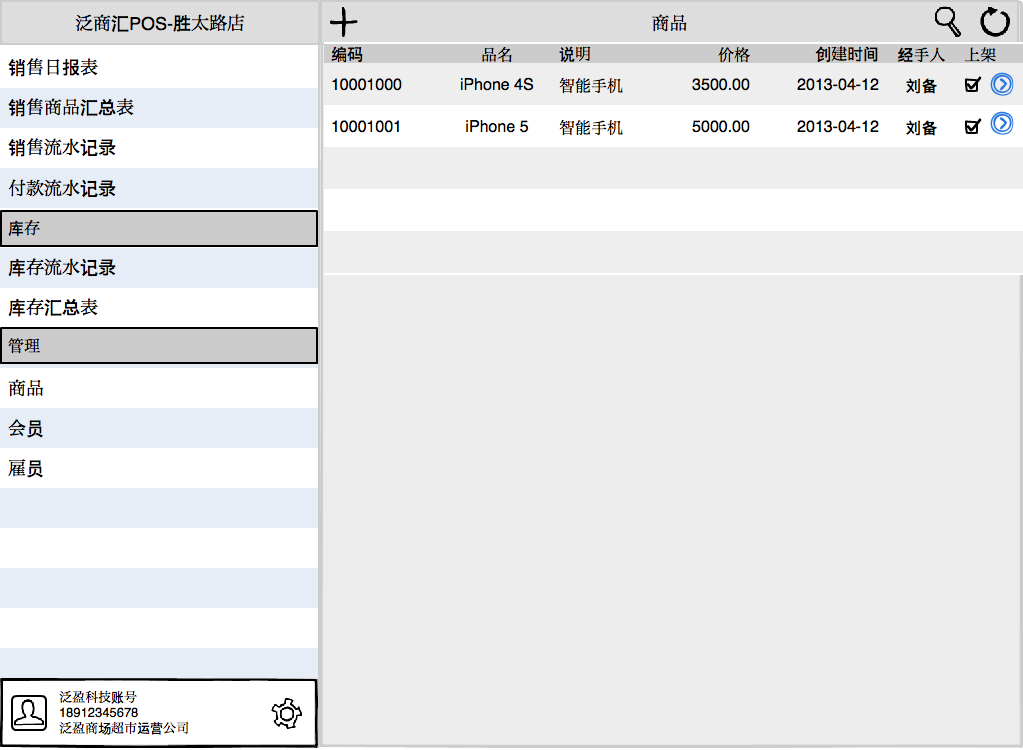 泛商汇POS-胜太路店
销售日报表
销售商品汇总表
销售流水记录
付款流水记录
库存
库存流水记录
库存汇总表
管理
商品
会员
雇员
泛盈科技账号
18912345678
泛盈商场超市运营公司
商品
编码 品名 说明 价格 创建时间 经手人 上架
10001000 iPhone 4S 智能手机 3500.00 2013-04-12 刘备
10001001 iPhone 5 智能手机 5000.00 2013-04-12 刘备